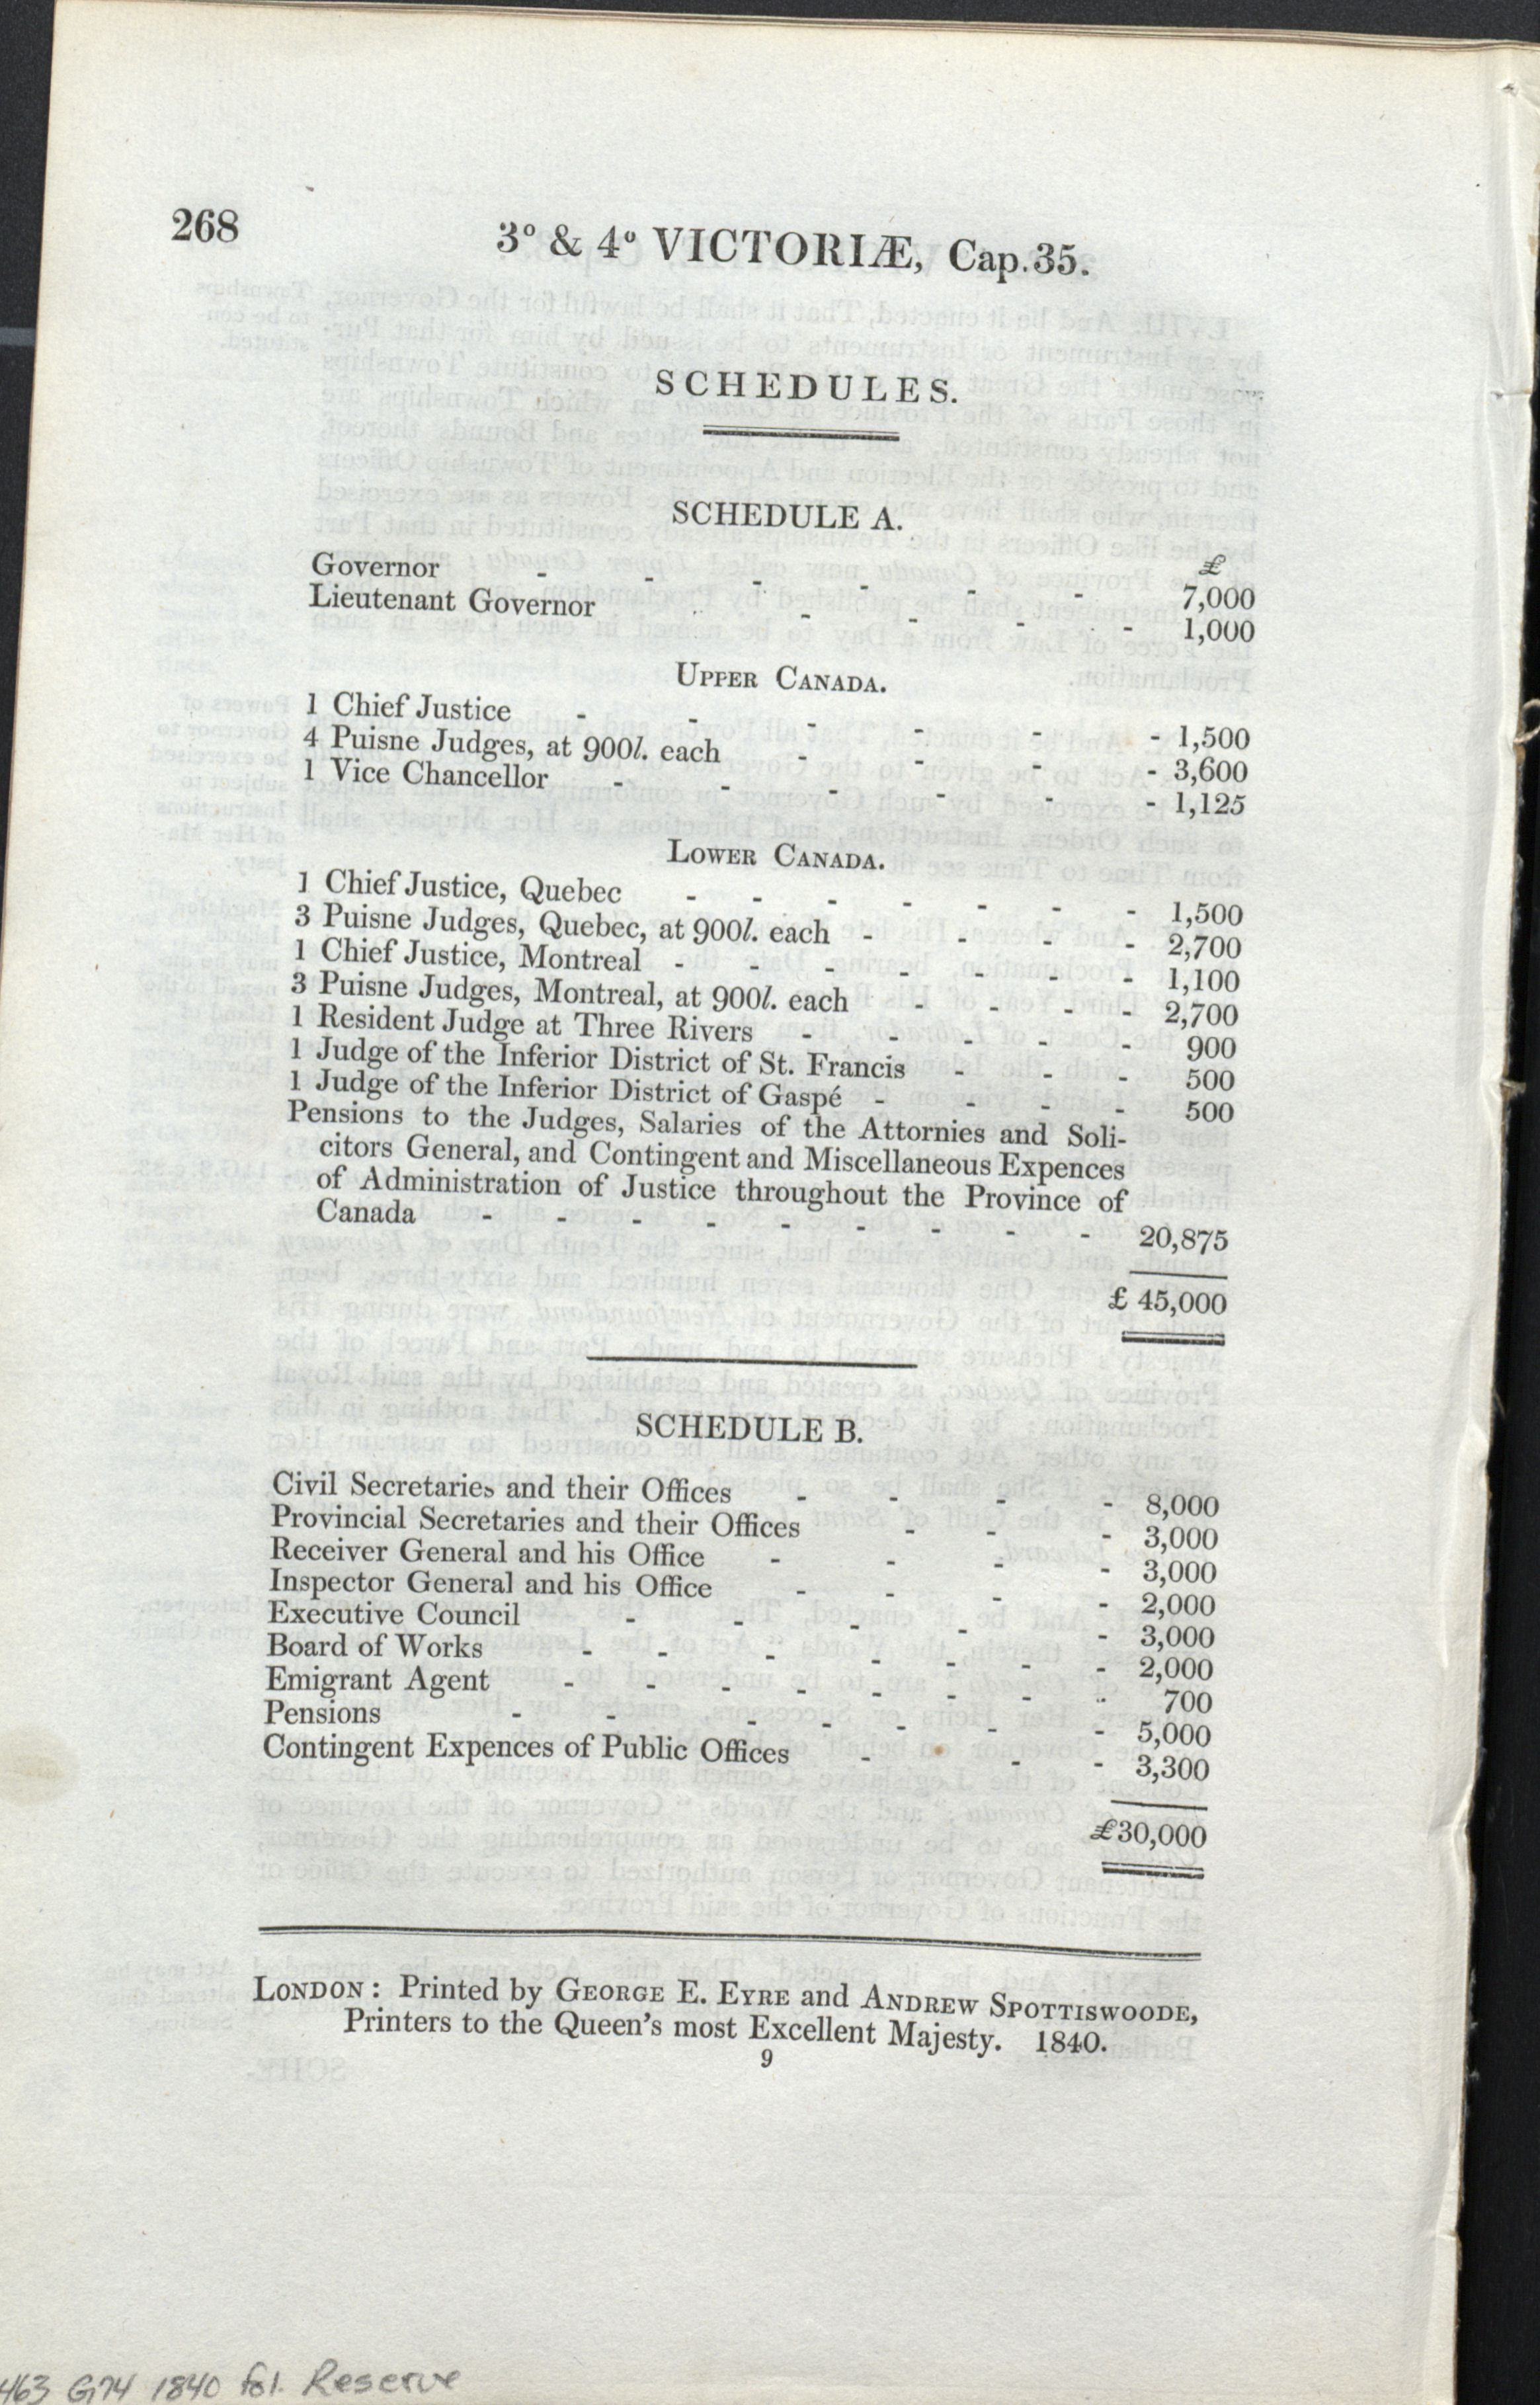 268
3° & 4° VICTORIÆ, Cap.35.
SCHEDULES.
SCHEDULE A.
£
Governor - - - - - - 7,000
Lieutenant Governor - - - - 1,000
UPPER CANADA.
1 Chief Justice - - - - - - 1,500
4 Puisne Judges, at 900l. each - - - - 3,600
1 Vice Chancellor - - - - - - 1,125
LOWER CANADA.
1 Chief Justice, Quebec - - - - - - - 1,500
3 Puisne Judges, Quebec, at 900l. each - - - - 2,700
1 Chief Justice, Montreal - - - - - - - 1,100
3 Puisne Judges, Montreal, at 900l. each - - - - 2,700
1 Resident Judge at Three Rivers - - - - - 900
1 Judge of the Inferior District of St. Francis - - - 500
1 Judge of the Inferior District of Gaspé - - - - 500
Pensions to the Judges, Salaries of the Attornies and Soli-
citors General, and Contingent and Miscellaneous Expences
of Administration of Justice throughout the Province of
Canada - - - - - - - - - 20,875
£ 45,000
SCHEDULE B.
Civil Secretaries and their Offices - - - - 8,000
Provincial Secretaries and their Offices - - - 3,000
Receiver General and his Office - - - - 3,000
Inspector General and his Office - - - - 2,000
Executive Council - - - - - 3,000
Board of Works - - - - - - - 2,000
Emigrant Agent - - - - - - - - 700
Pensions - - - - - - - 5,000
Contingent Expences of Public Offices - - - 3,300
£30,000
LONDON: Printed by GEORGE E. EYRE and ANDREW SPOTTISWOODE,
Printers to the Queen's most Excellent Majesty. 1840.
9
463 G74 1840 fol. Reserve